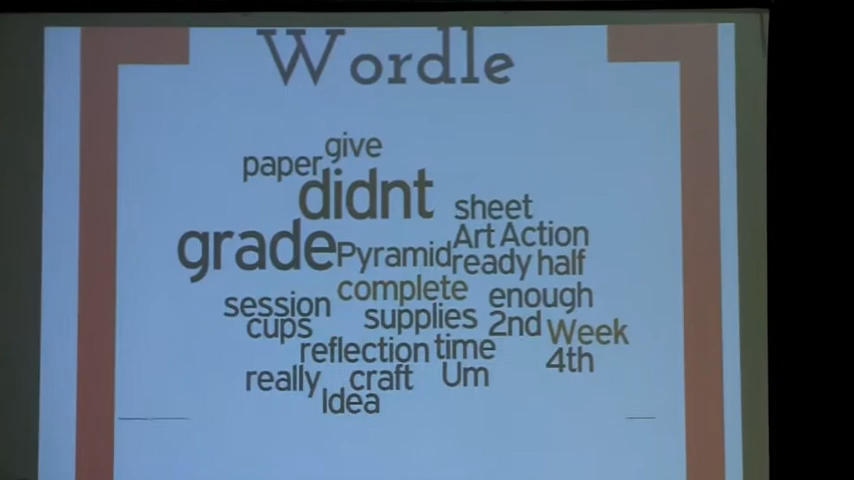 Wordle
give
paper
didnt
sheet
grade
Pyramid
Art Action
ready half
complete
session
enough
cups
supplies
2nd Week
reflection time
4th
really craft Um
Idea